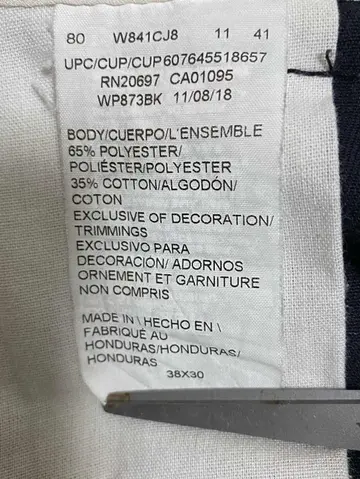 80 W841CJ8 11 41
UPC/CUP/CUP607645518657
RN20697 CA01095
WP873BK 11/08/18
BODY/CUERPO/L'ENSEMBLE
65% POLYESTER/
POLIÉSTER/POLYESTER
35% COTTON/ALGODÓN/
COTON
EXCLUSIVE OF DECORATION/
TRIMMINGS
EXCLUSIVO PARA
DECORACIÓN/ ADORNOS
ORNEMENT ET GARNITURE
NON COMPRIS
MADE IN \ HECHO EN \
FABRIQUÉ AU
HONDURAS/HONDURAS/
HONDURAS
38X30